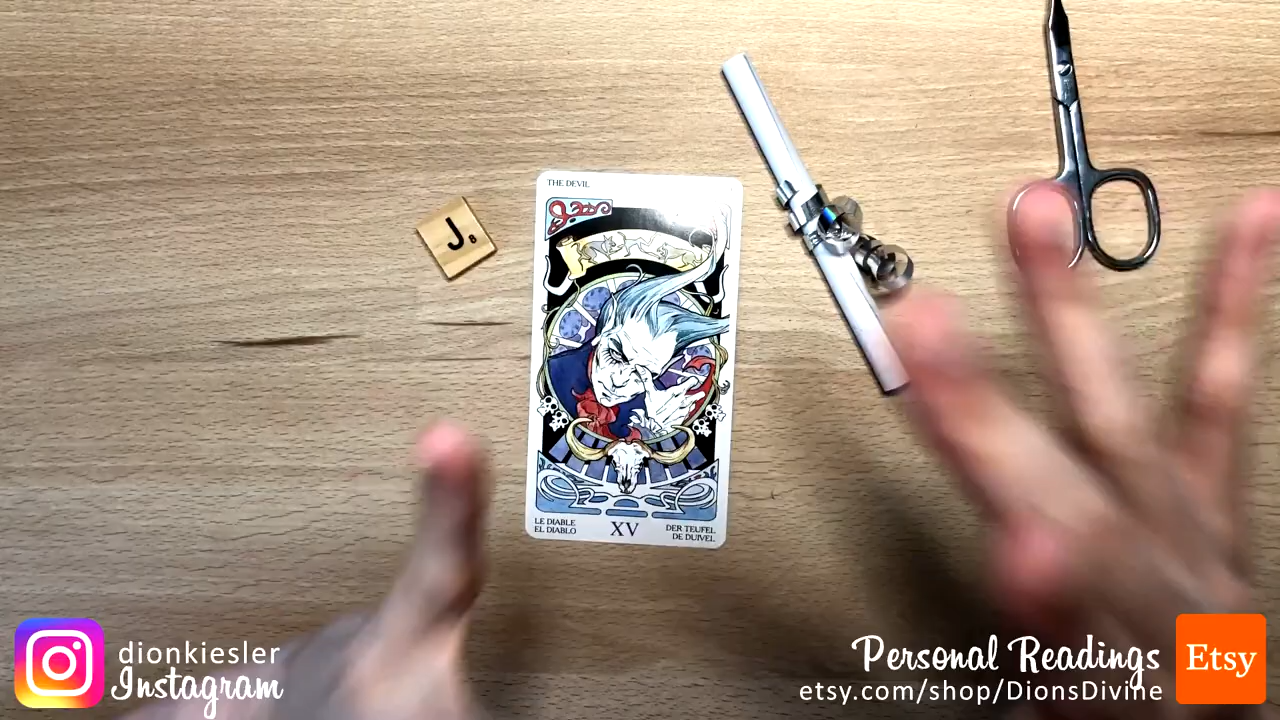 THE DEVIL
J8
LE DIABLE
EL DIABLO
XV
DER TEUFEL
DE DUIVEL
dionkiesler
Instagram
Personal Readings
etsy.com/shop/DionsDivine
Etsy